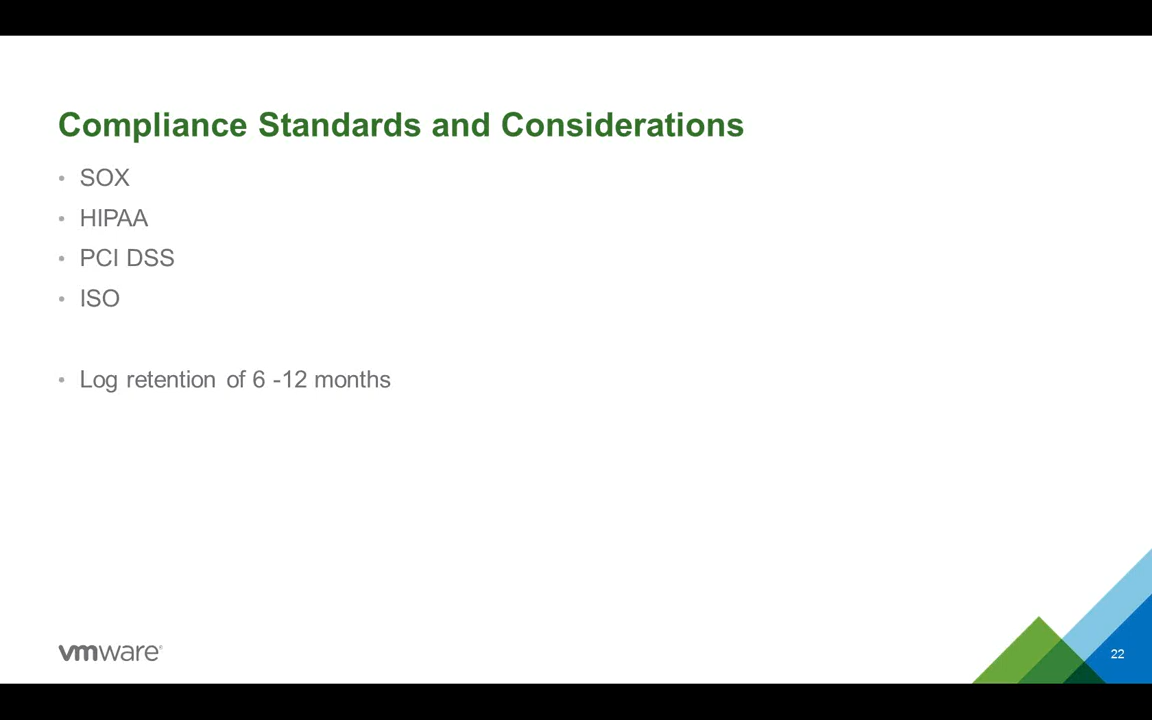 Compliance Standards and Considerations
• SOX
• HIPAA
• PCI DSS
• ISO
• Log retention of 6 -12 months
vmware®
22